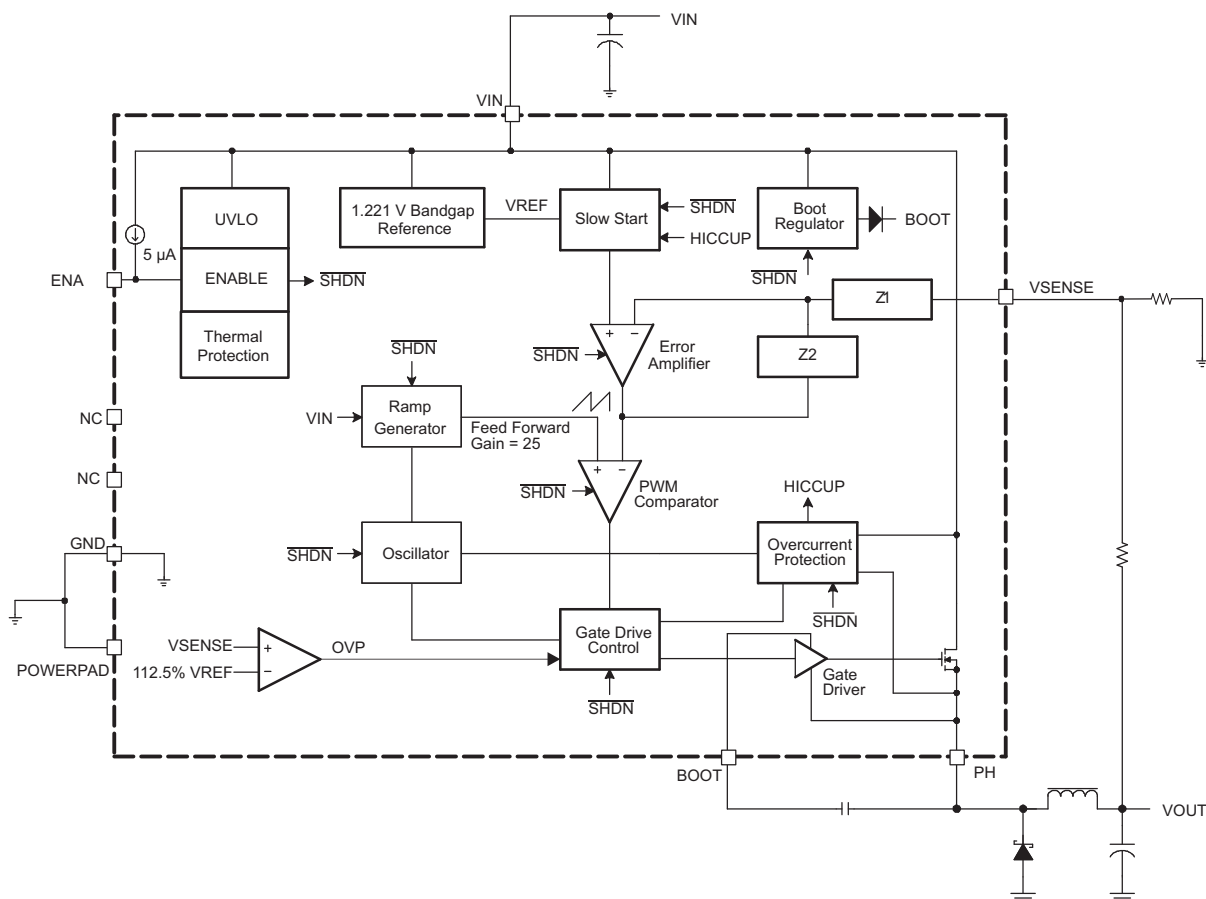 VIN
VIN
UVLO
1.221 V Bandgap
Reference
VREF
Slow Start
SHDN
HICCUP
Boot
Regulator
BOOT
5 µA
ENA
ENABLE
SHDN
SHDN
Z1
VSENSE
Thermal
Protection
SHDN
SHDN
+ −
Error
Amplifier
Z2
NC
VIN
Ramp
Generator
Feed Forward
Gain = 25
NC
+ −
SHDN
PWM
Comparator
HICCUP
GND
SHDN
Oscillator
Overcurrent
Protection
SHDN
POWERPAD
VSENSE
112.5% VREF
+
−
OVP
Gate Drive
Control
SHDN
Gate
Driver
BOOT
PH
VOUT